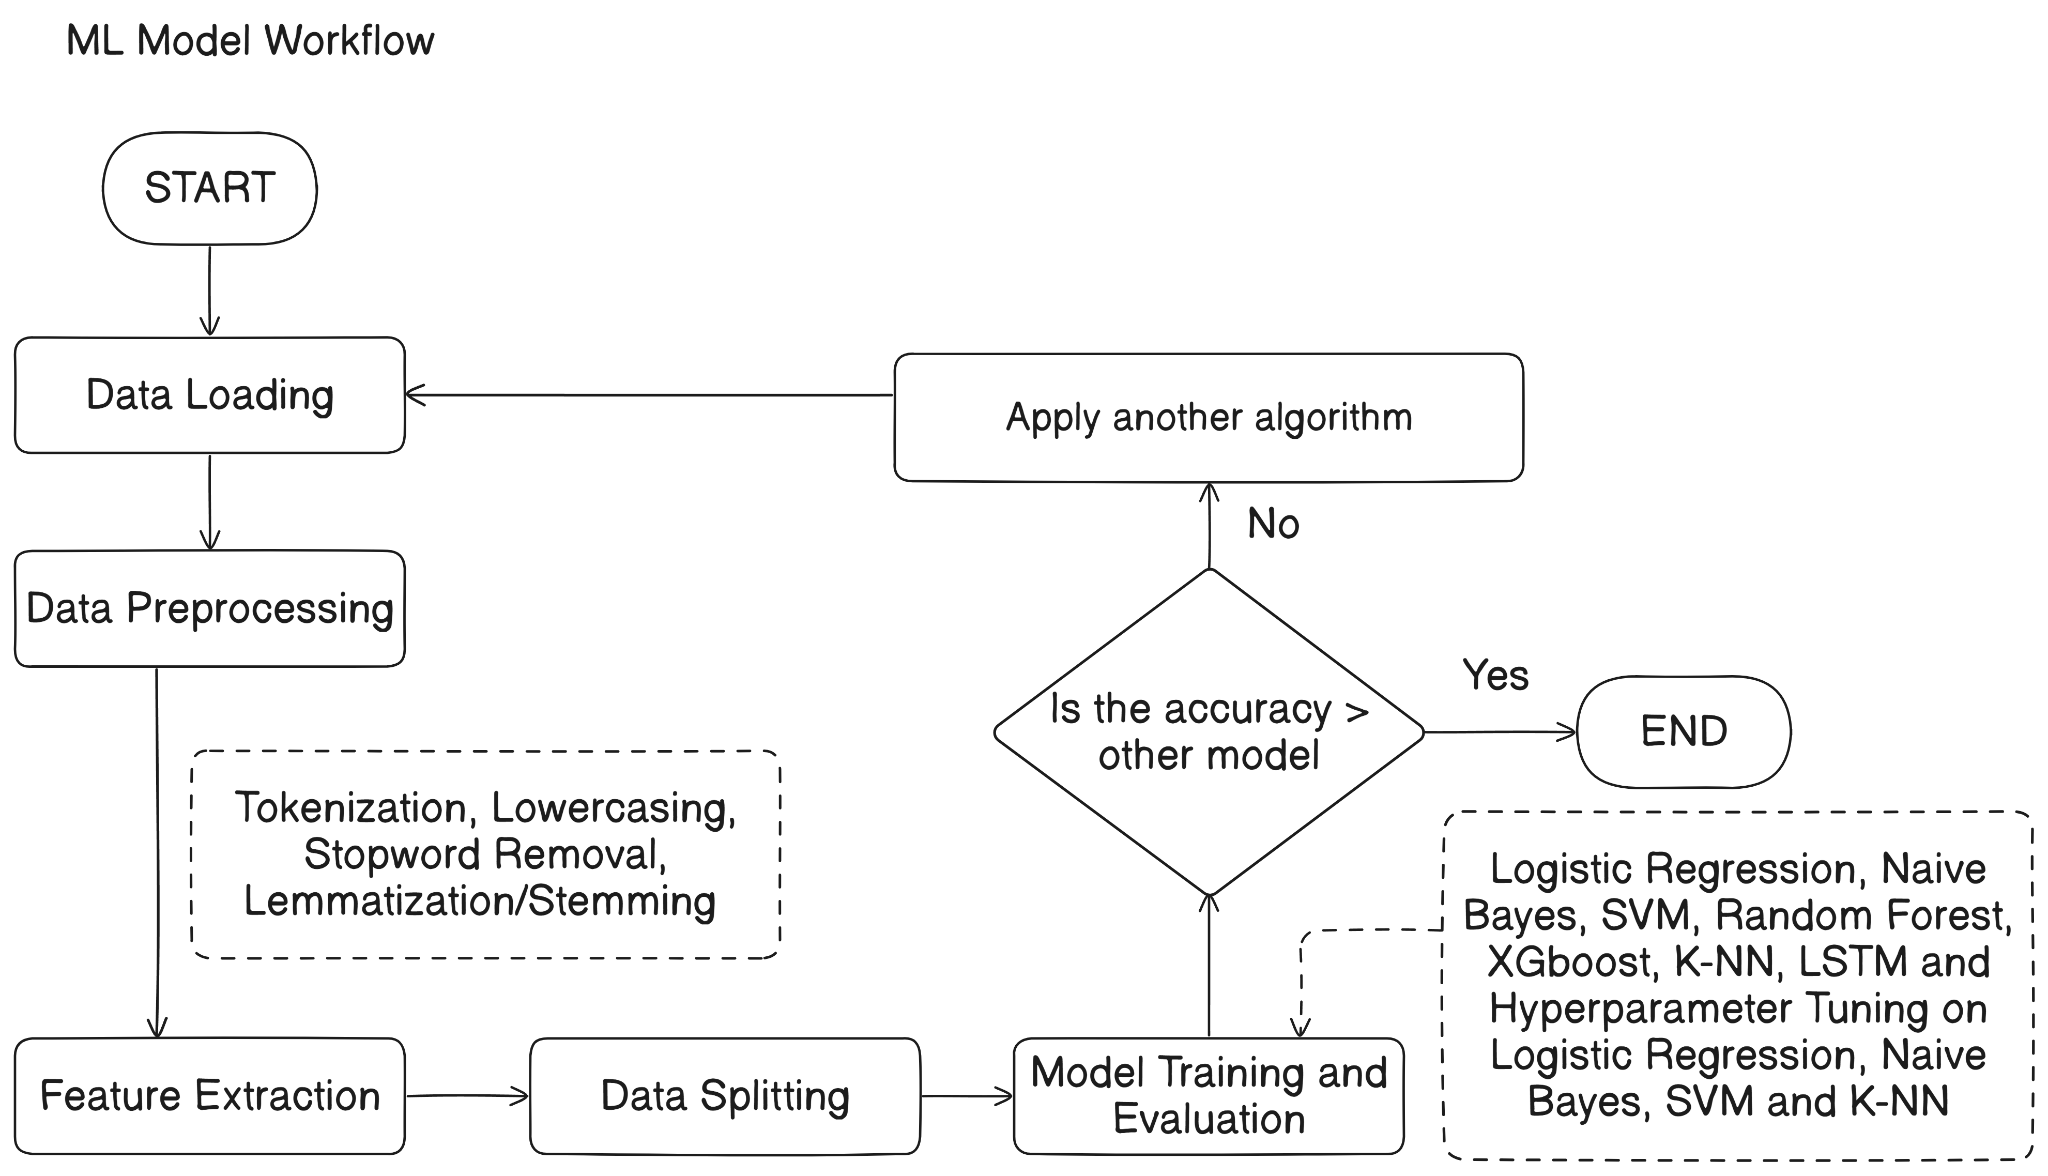 ML Model Workflow
START
Data Loading
Apply another algorithm
No
Data Preprocessing
Yes
Is the accuracy >
other model
END
Tokenization, Lowercasing,
Stopword Removal,
Lemmatization/Stemming
Logistic Regression, Naive
Bayes, SVM, Random Forest,
XGboost, K-NN, LSTM and
Hyperparameter Tuning on
Logistic Regression, Naive
Bayes, SVM and K-NN
Feature Extraction
Data Splitting
Model Training and
Evaluation